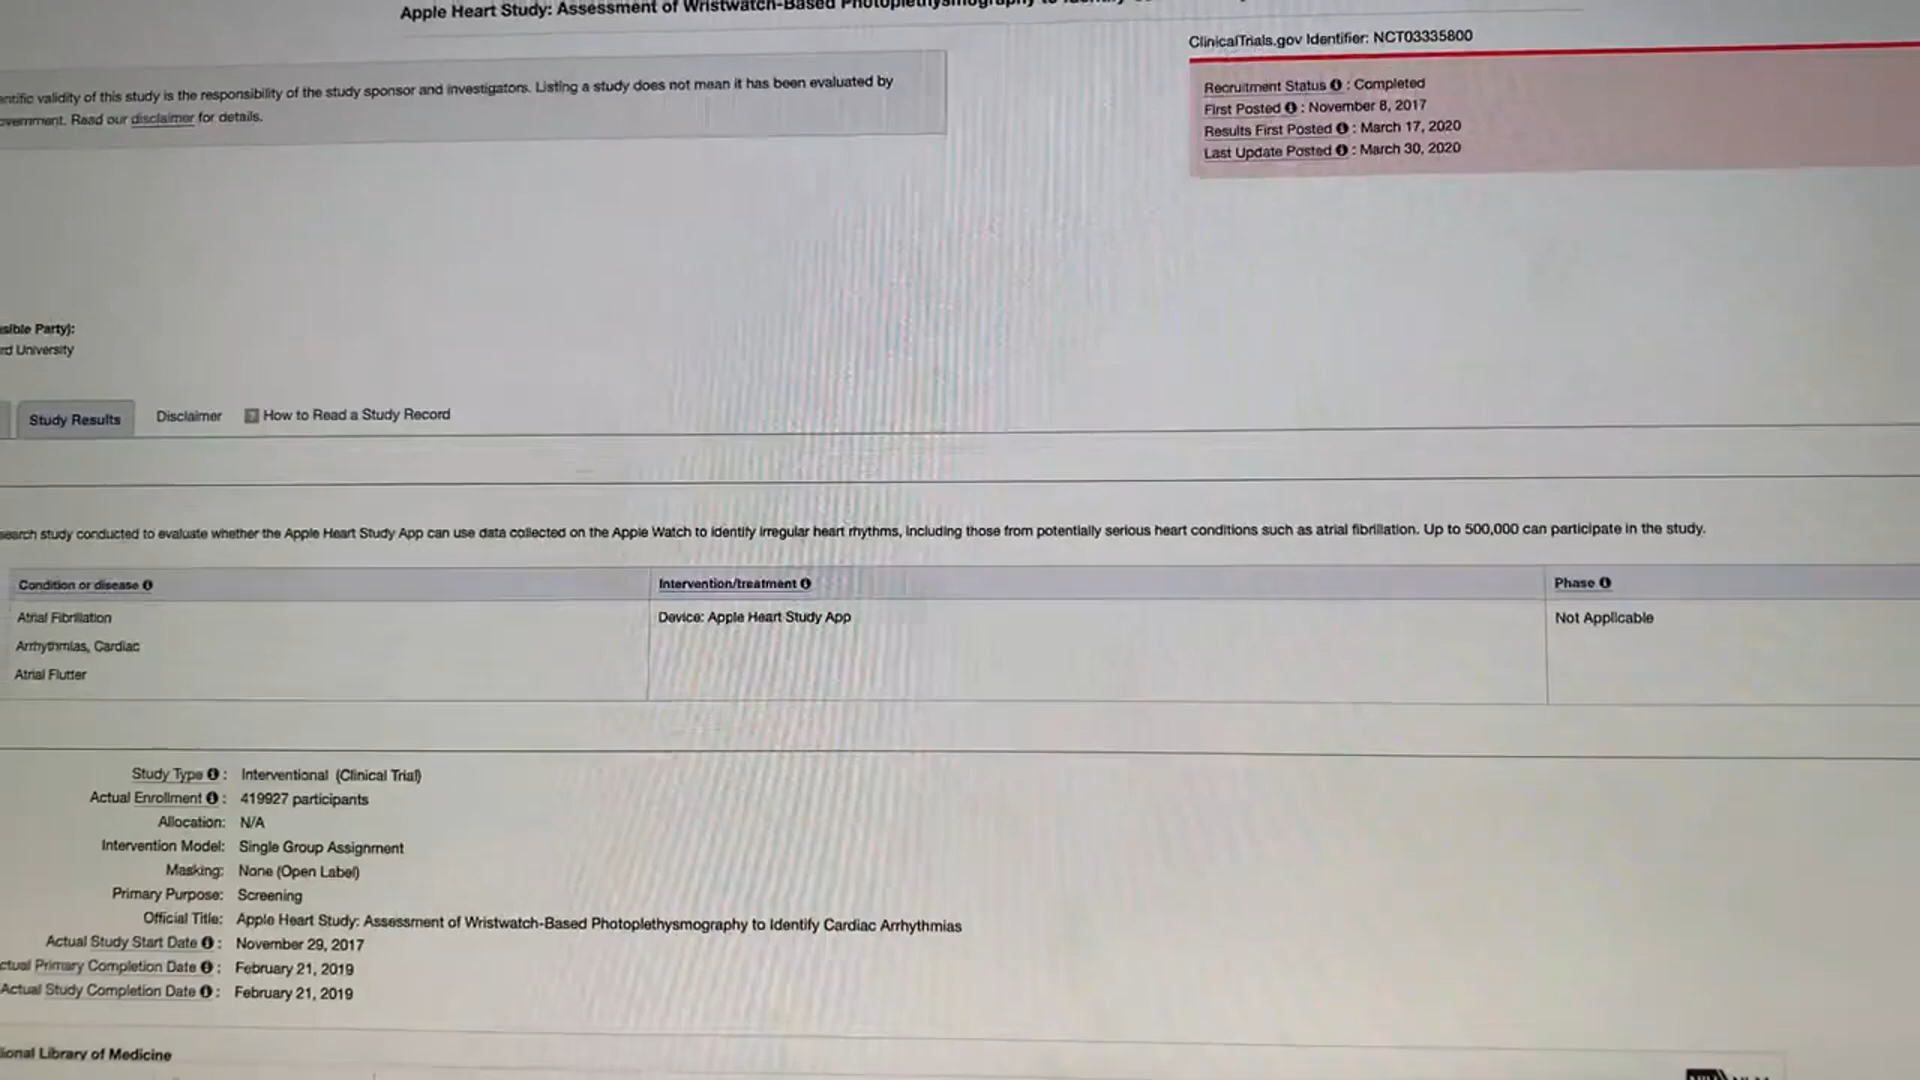 Apple Heart Study: Assessment of Wristwatch-Based Photoplethysmography to
ClinicalTrials.gov Identifier: NCT03335800
entific validity of this study is the responsibility of the study sponsor and investigators. Listing a study does not mean it has been evaluated by
overnment. Read our disclaimer for details.
Recruitment Status : Completed
First Posted : November 8, 2017
Results First Posted : March 17, 2020
Last Update Posted : March 30, 2020
sible Party):
rd University
Study Results Disclaimer How to Read a Study Record
search study conducted to evaluate whether the Apple Heart Study App can use data collected on the Apple Watch to identify irregular heart rhythms, including those from potentially serious heart conditions such as atrial fibrillation. Up to 500,000 can participate in the study.
Condition or disease Intervention/treatment Phase
Atrial Fibrillation Device: Apple Heart Study App Not Applicable
Arrhythmias, Cardiac
Atrial Flutter
Study Type : Interventional (Clinical Trial)
Actual Enrollment : 419927 participants
Allocation: N/A
Intervention Model: Single Group Assignment
Masking: None (Open Label)
Primary Purpose: Screening
Official Title: Apple Heart Study: Assessment of Wristwatch-Based Photoplethysmography to Identify Cardiac Arrhythmias
Actual Study Start Date : November 29, 2017
ctual Primary Completion Date : February 21, 2019
Actual Study Completion Date : February 21, 2019
ional Library of Medicine